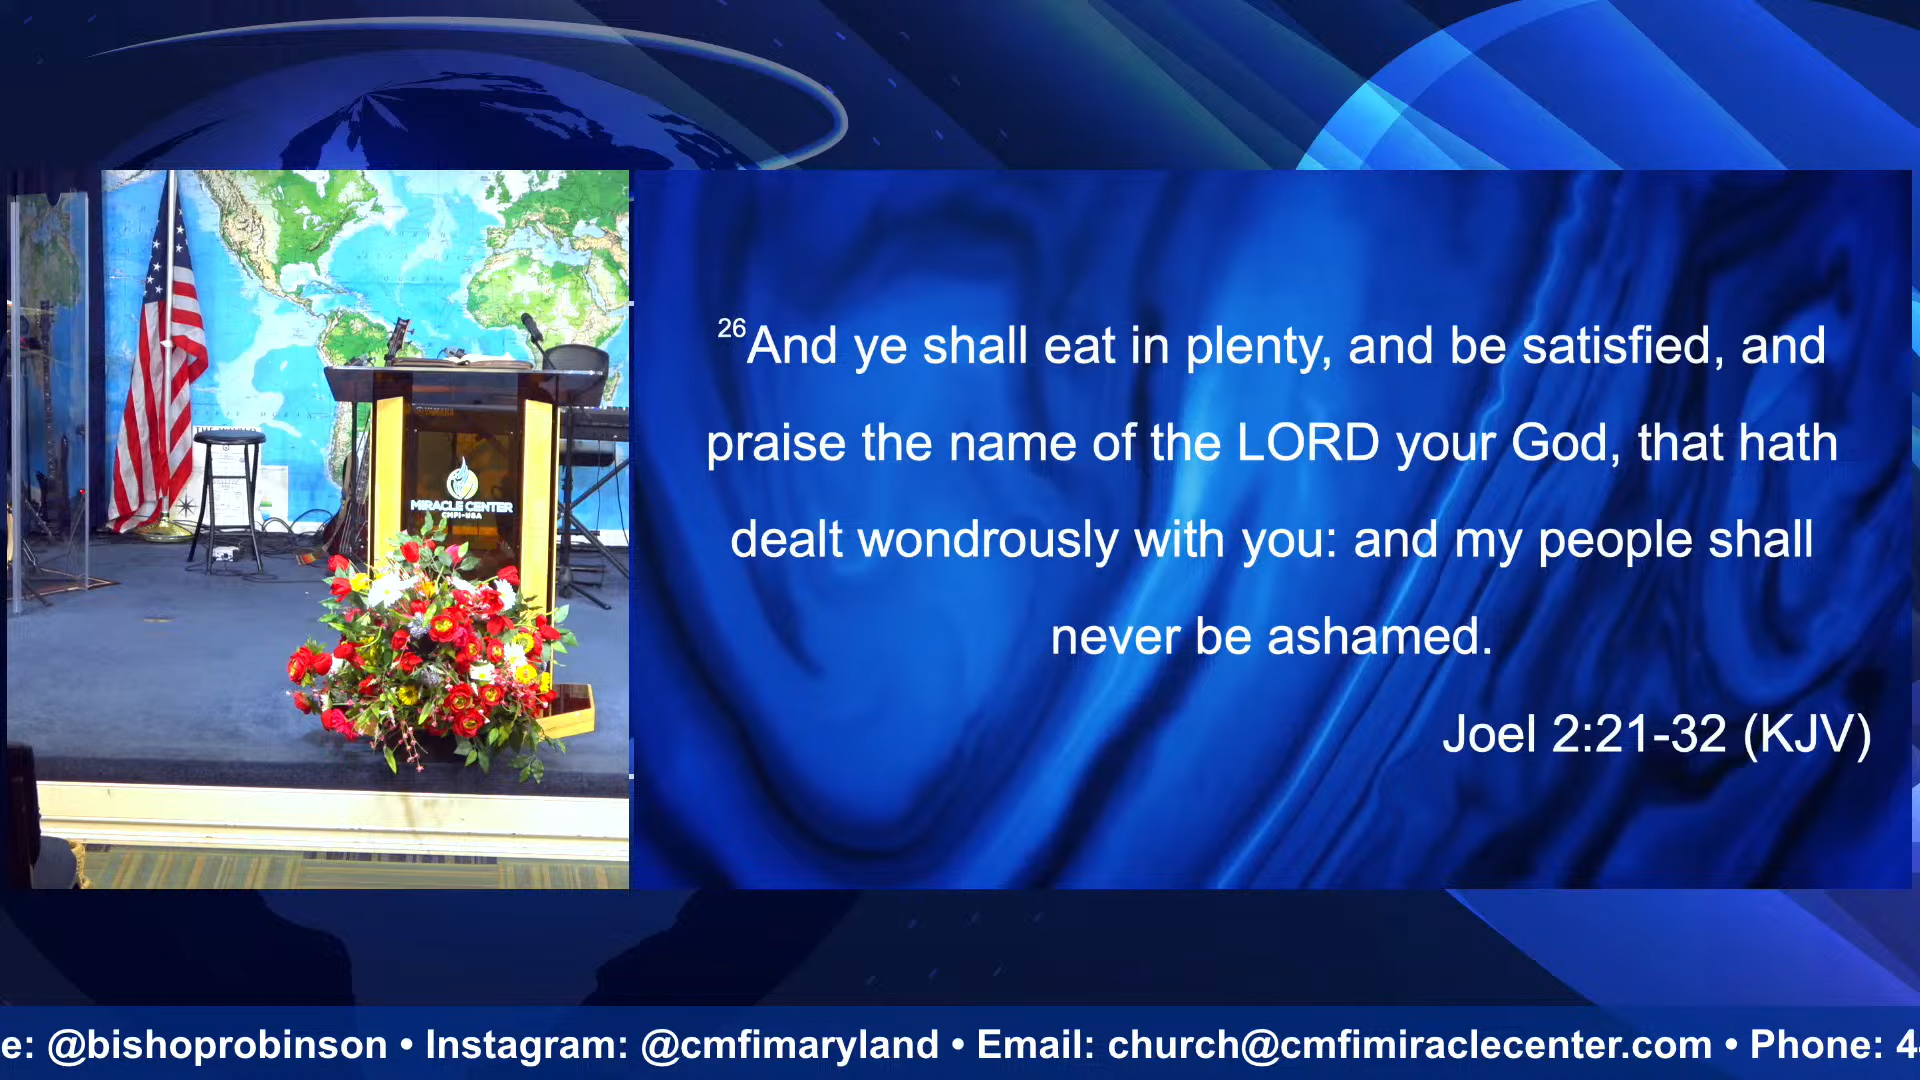 MIRACLE CENTER
CMFI-USA
26And ye shall eat in plenty, and be satisfied, and
praise the name of the LORD your God, that hath
dealt wondrously with you: and my people shall
never be ashamed.
Joel 2:21-32 (KJV)
e: @bishoprobinson • Instagram: @cmfimaryland • Email: church@cmfimiraclecenter.com • Phone: 4